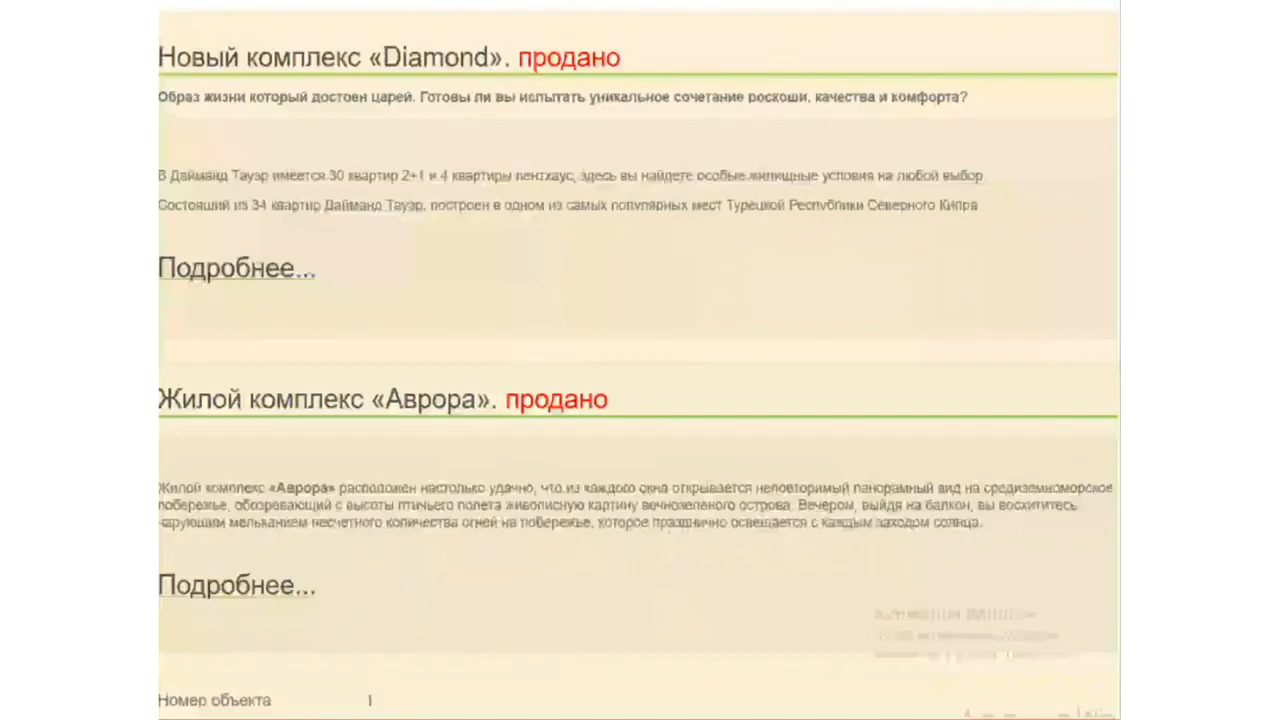 Новый комплекс «Diamond». продано
Образ жизни который достоен царей. Готовы ли вы испытать уникальное сочетание роскоши, качества и комфорта?
В Дайманд Тауэр имеется 30 квартир 2+1 и 4 квартиры пентхаус, здесь вы найдете особые жилищные условия на любой выбор
Состоящий из 34 квартир Дайманд Тауэр, построен в одном из самых популярных мест Турецкой Республики Северного Кипра
Подробнее...
Жилой комплекс «Аврора». продано
Жилой комплекс «Аврора» расположен настолько удачно, что из каждого окна открывается неповторимый панорамный вид на средиземноморское
побережье, обозревающий с высоты птичьего полета живописную картину вечнозеленого острова. Вечером, выйдя на балкон, вы восхититесь
чарующим мельканием несчетного количества огней на побережье, которое празднично освещается с каждым заходом солнца.
Подробнее...
Номер объекта